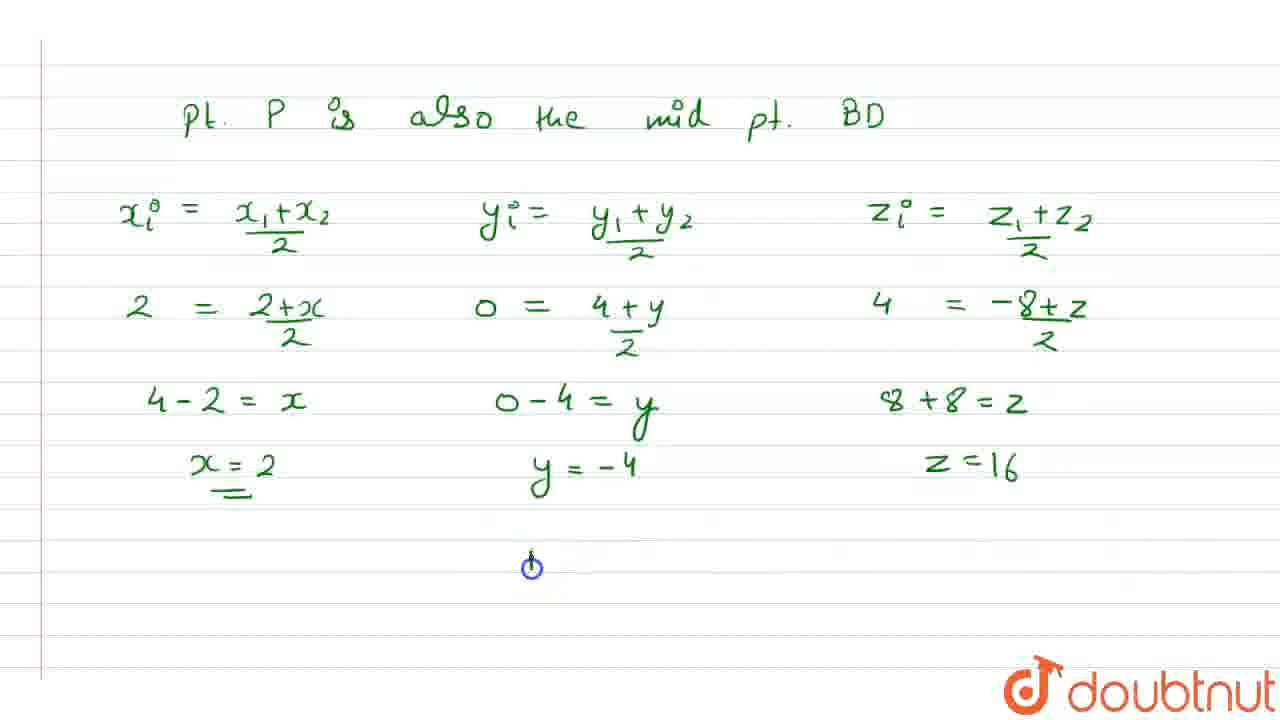 Pt. P is also the mid pt. BD
xi = x1+x2/2 yi = y1+y2/2 zi = z1+z2/2
2 = 2+x/2 0 = 4+y/2 4 = -8+z/2
4-2 = x 0-4 = y 8+8 = z
x = 2 y = -4 z = 16
doubtnut